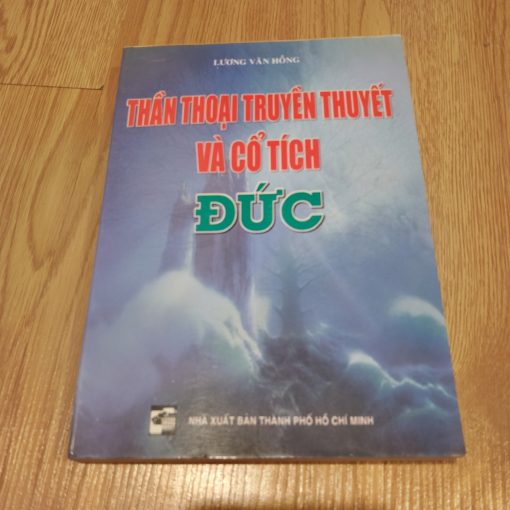 LƯƠNG VĂN HỒNG
THẦN THOẠI TRUYỀN THUYẾT
VÀ CỔ TÍCH
ĐỨC
NHÀ XUẤT BẢN THÀNH PHỐ HỒ CHÍ MINH